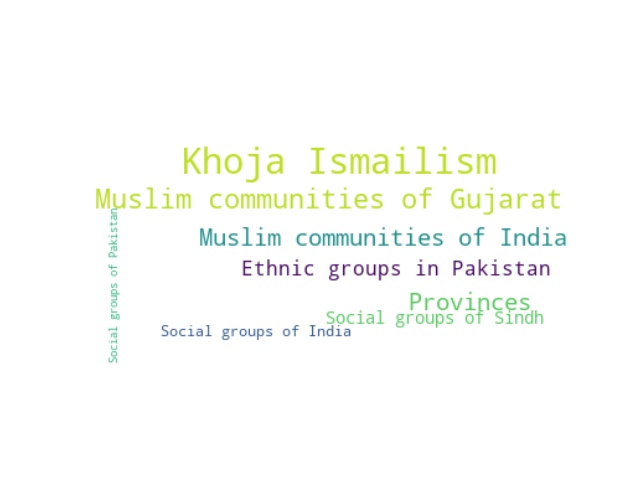 Khoja Ismailism
Muslim communities of Gujarat
Muslim communities of India
Ethnic groups in Pakistan
Provinces
Social groups of Sindh
Social groups of India
Social groups of Pakistan